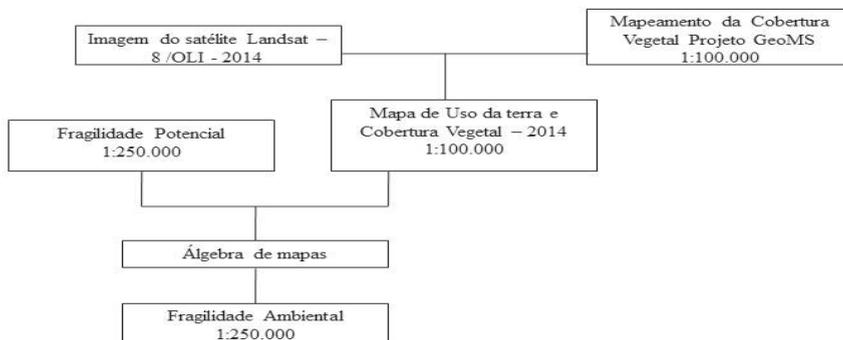 Imagem do satélite Landsat –
8 /OLI - 2014
Mapeamento da Cobertura
Vegetal Projeto GeoMS
1:100.000
Mapa de Uso da terra e
Cobertura Vegetal – 2014
1:100.000
Fragilidade Potencial
1:250.000
Álgebra de mapas
Fragilidade Ambiental
1:250.000